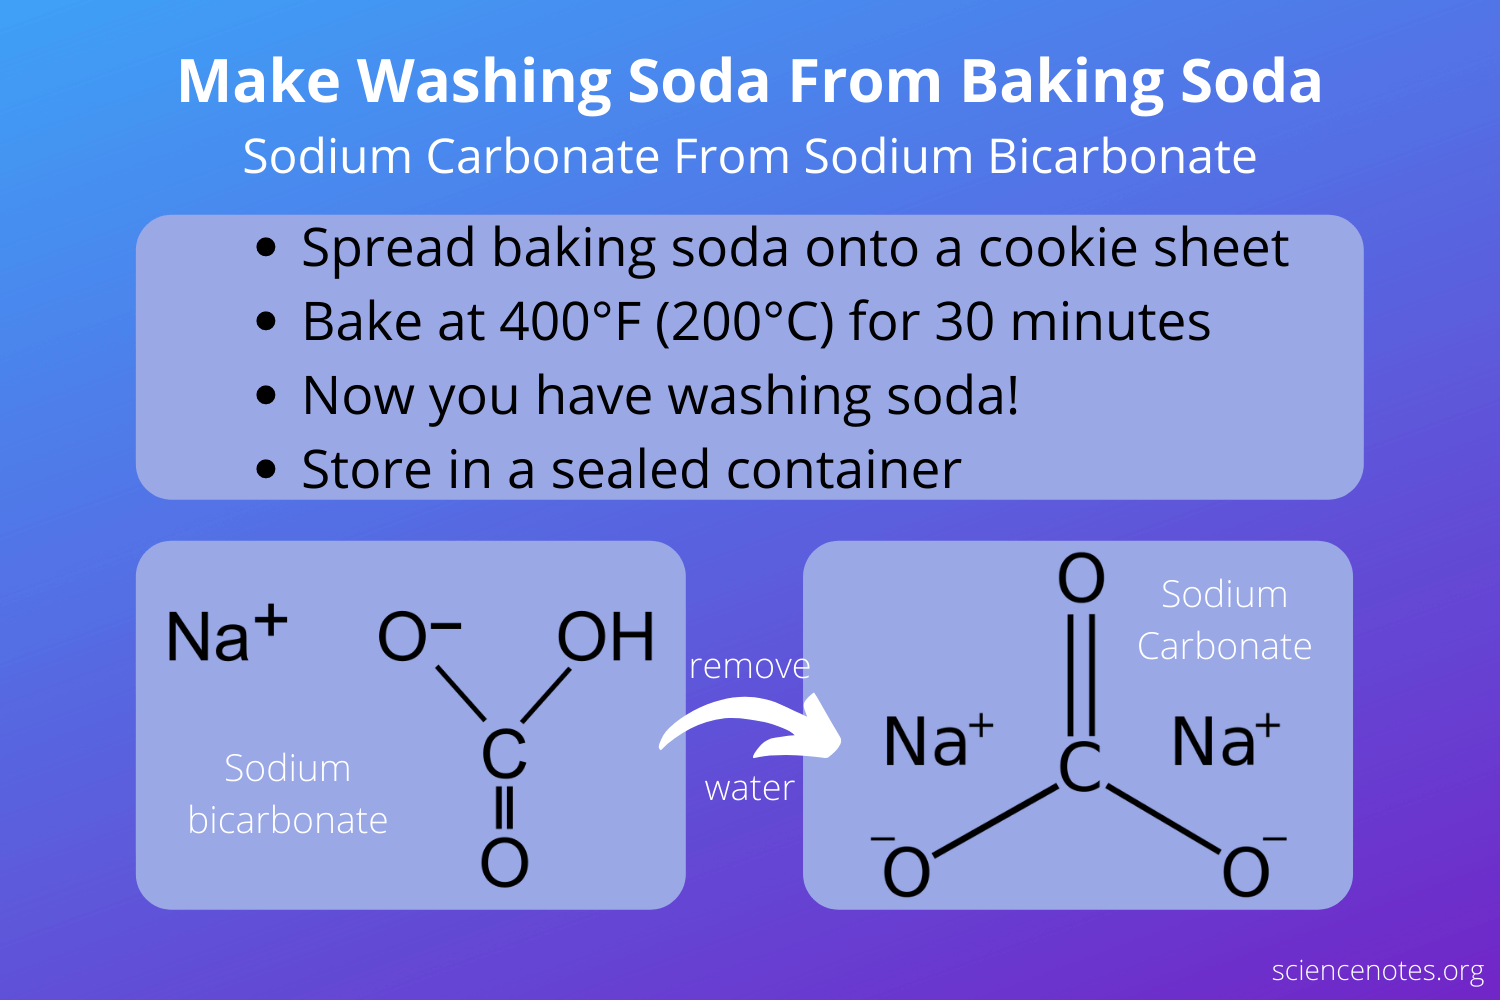 Make Washing Soda From Baking Soda
Sodium Carbonate From Sodium Bicarbonate
• Spread baking soda onto a cookie sheet
• Bake at 400°F (200°C) for 30 minutes
• Now you have washing soda!
• Store in a sealed container
Na+ O− OH
C
O
Sodium
bicarbonate
remove
water
O
Sodium
Carbonate
Na+ Na+
C
−O O−
sciencenotes.org